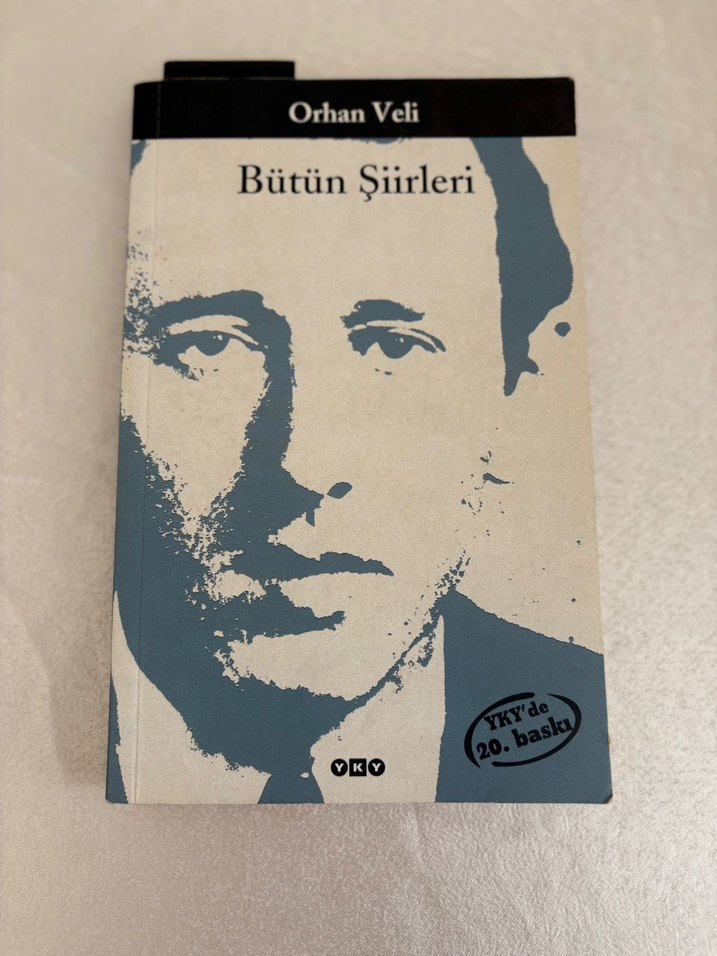 Orhan Veli
Bütün Şiirleri
YKY'de
20. baskı
YKY